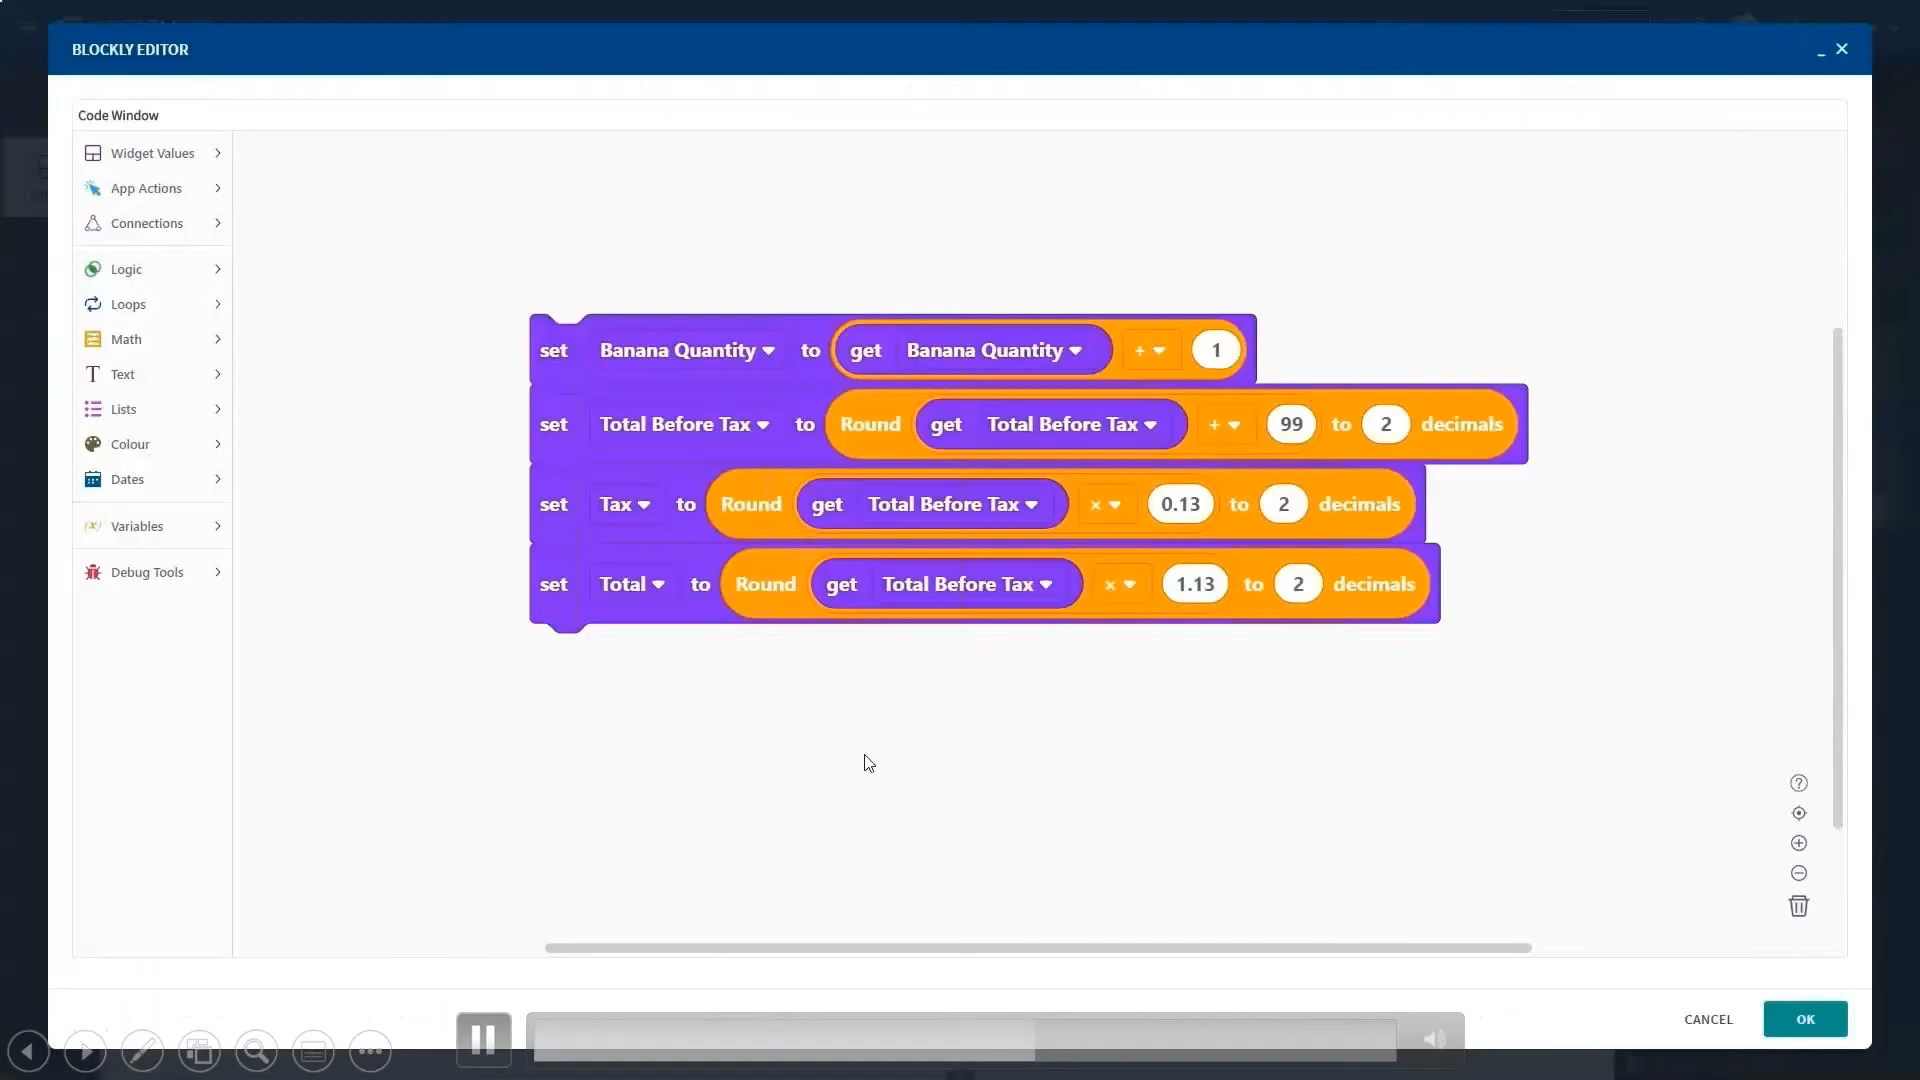 BLOCKLY EDITOR
Code Window
Widget Values
App Actions
Connections
Logic
Loops
Math
Text
Lists
Colour
Dates
Variables
Debug Tools
set Banana Quantity to get Banana Quantity + 1
set Total Before Tax to Round get Total Before Tax + 99 to 2 decimals
set Tax to Round get Total Before Tax × 0.13 to 2 decimals
set Total to Round get Total Before Tax × 1.13 to 2 decimals
CANCEL OK